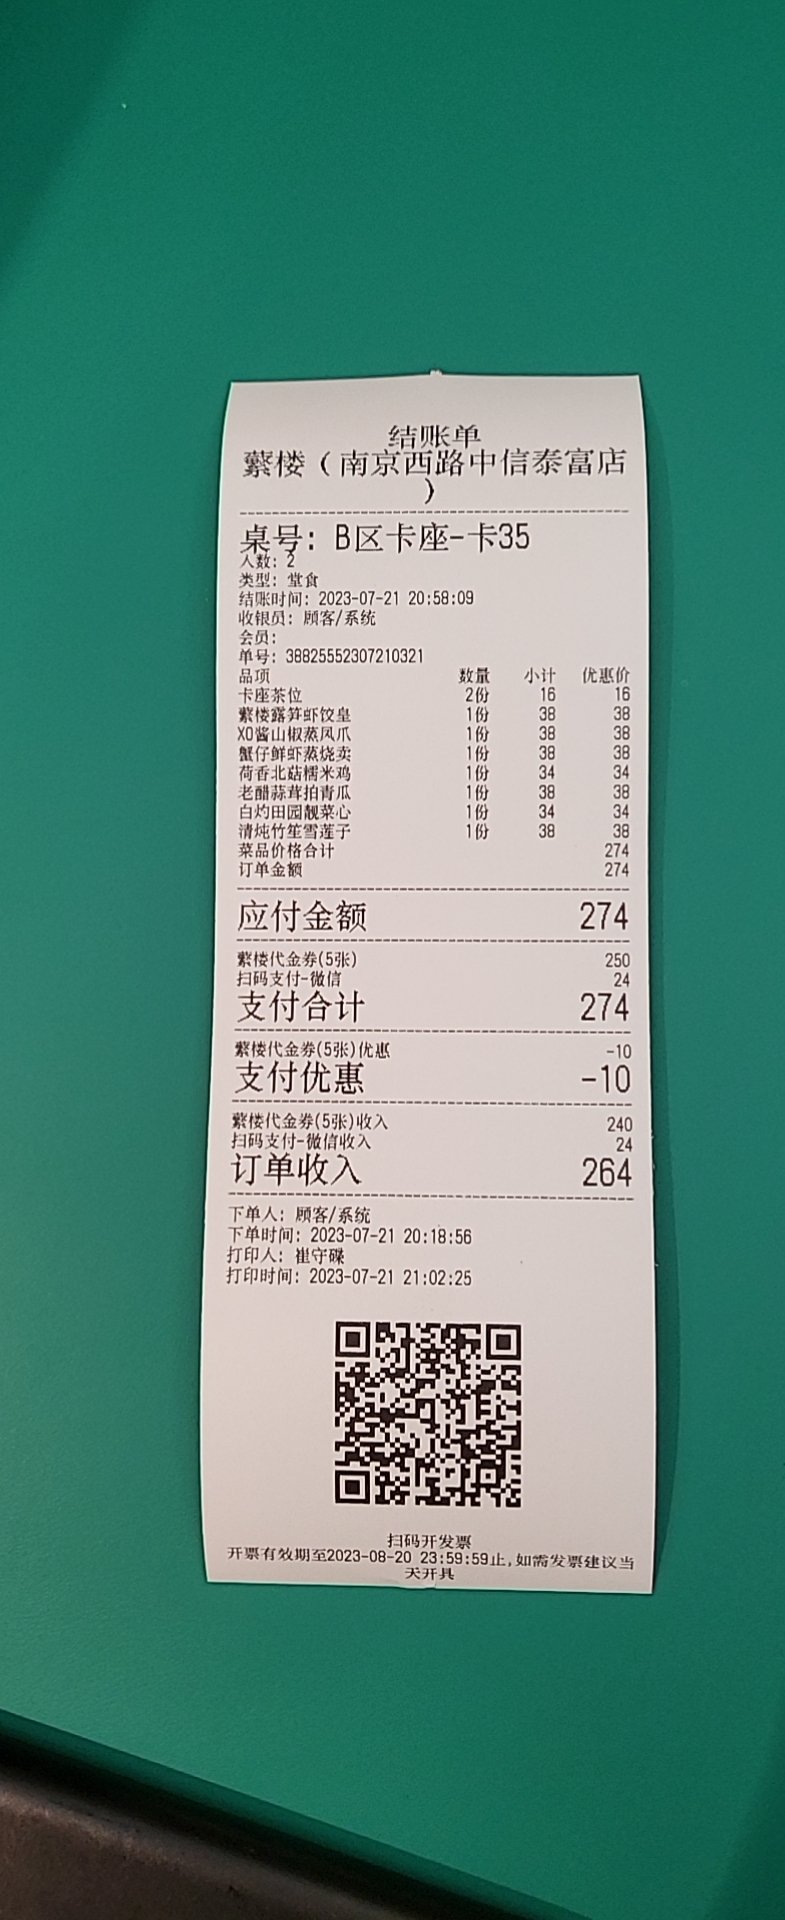 结账单
蘩楼（南京西路中信泰富店
）
桌号: B区卡座-卡35
人数: 2
类型: 堂食
结账时间: 2023-07-21 20:58:09
收银员: 顾客/系统
会员:
单号: 38825552307210321
品项 数量 小计 优惠价
卡座茶位 2份 16 16
蘩楼露笋虾饺皇 1份 38 38
XO酱山椒蒸凤爪 1份 38 38
蟹仔鲜虾蒸烧卖 1份 38 38
荷香北菇糯米鸡 1份 34 34
老醋蒜茸拍青瓜 1份 38 38
白灼田园靓菜心 1份 34 34
清炖竹笙雪莲子 1份 38 38
菜品价格合计 274
订单金额 274
应付金额 274
蘩楼代金券(5张) 250
扫码支付-微信 24
支付合计 274
蘩楼代金券(5张)优惠 -10
支付优惠 -10
蘩楼代金券(5张)收入 240
扫码支付-微信收入 24
订单收入 264
下单人: 顾客/系统
下单时间: 2023-07-21 20:18:56
打印人: 崔守碟
打印时间: 2023-07-21 21:02:25
扫码开发票
开票有效期至2023-08-20 23:59:59止,如需发票建议当
天开具